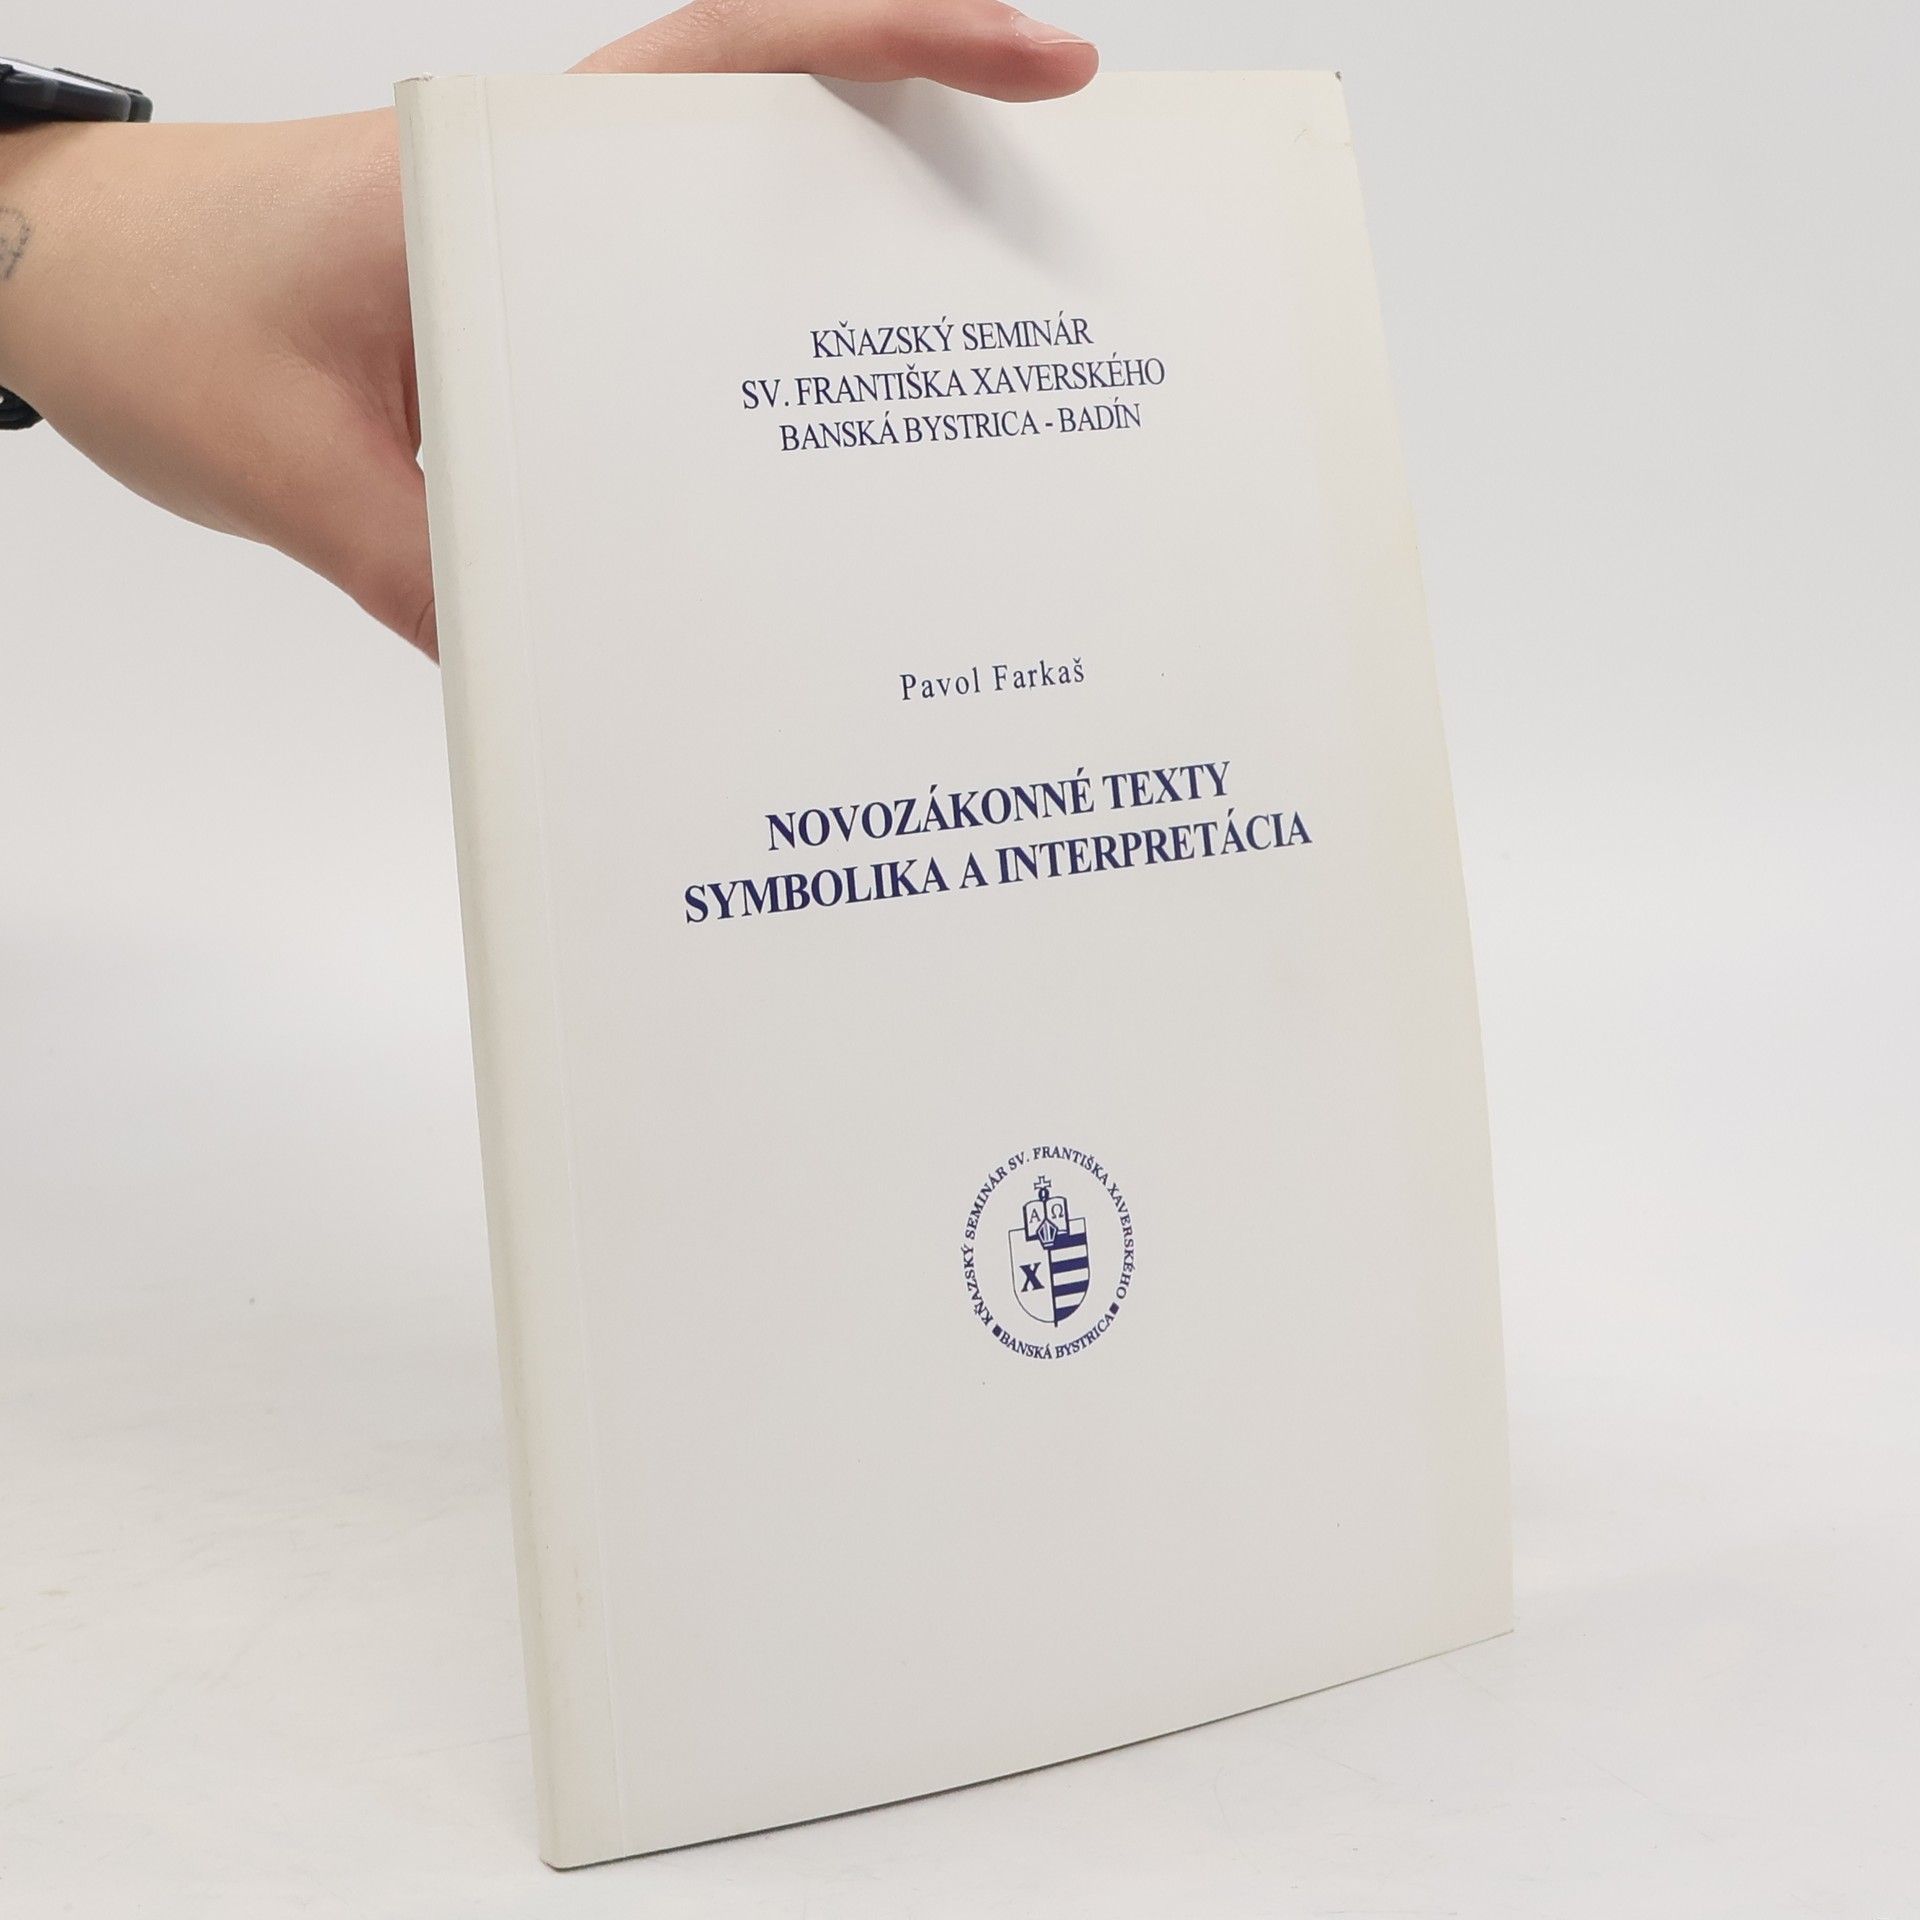 KŇAZSKÝ SEMINÁR
SV. FRANTIŠKA XAVERSKÉHO
BANSKÁ BYSTRICA - BADÍN
Pavol Farkaš
NOVOZÁKONNÉ TEXTY
SYMBOLIKA A INTERPRETÁCIA
KŇAZSKÝ SEMINÁR SV. FRANTIŠKA XAVERSKÉHO
A Ω
X
BANSKÁ BYSTRICA